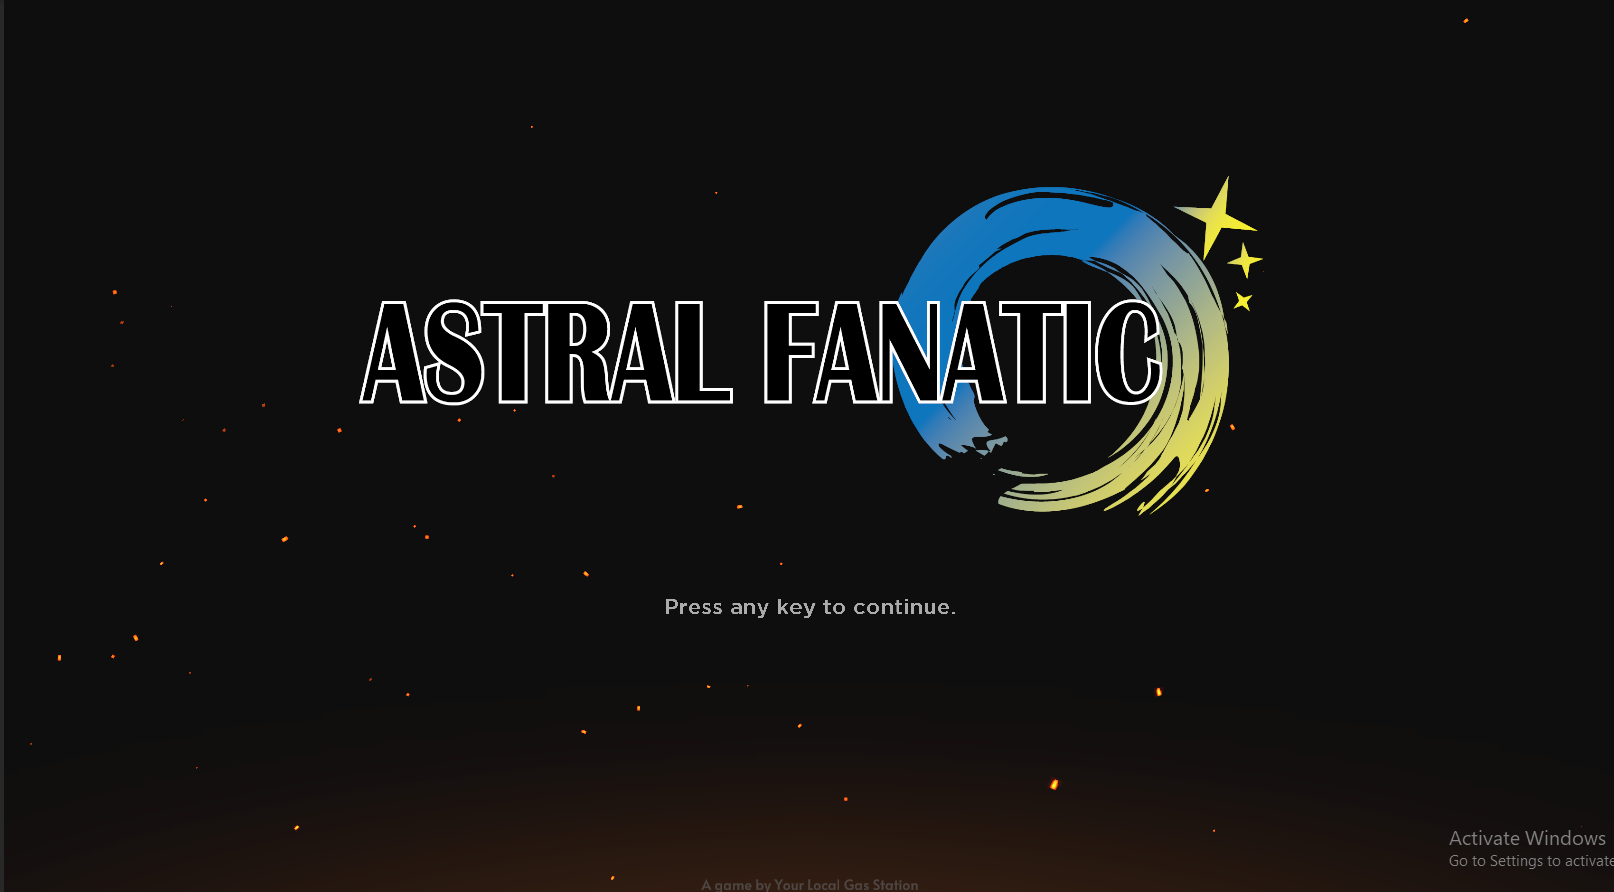 ASTRAL FANATIC
Press any key to continue.
Activate Windows
Go to Settings to activate
A game by Your Local Gas Station